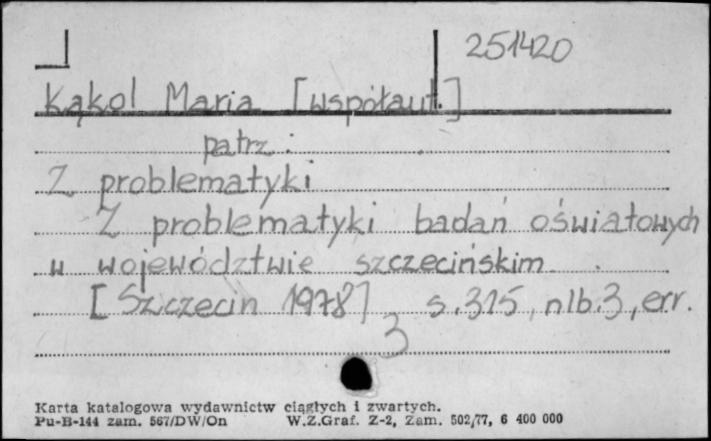 251420
Kąkol Maria [współaut.]
patrz:
Z problematyki
Z problematyki badań oświatowych
w województwie szczecińskim.
[Szczecin 1978] s. 315, nlb. 3, err.
3
Karta katalogowa wydawnictw ciągłych i zwartych.
Pu-B-144 zam. 567/DW/On W.Z.Graf. Z-2, Zam. 502/77, 6 400 000